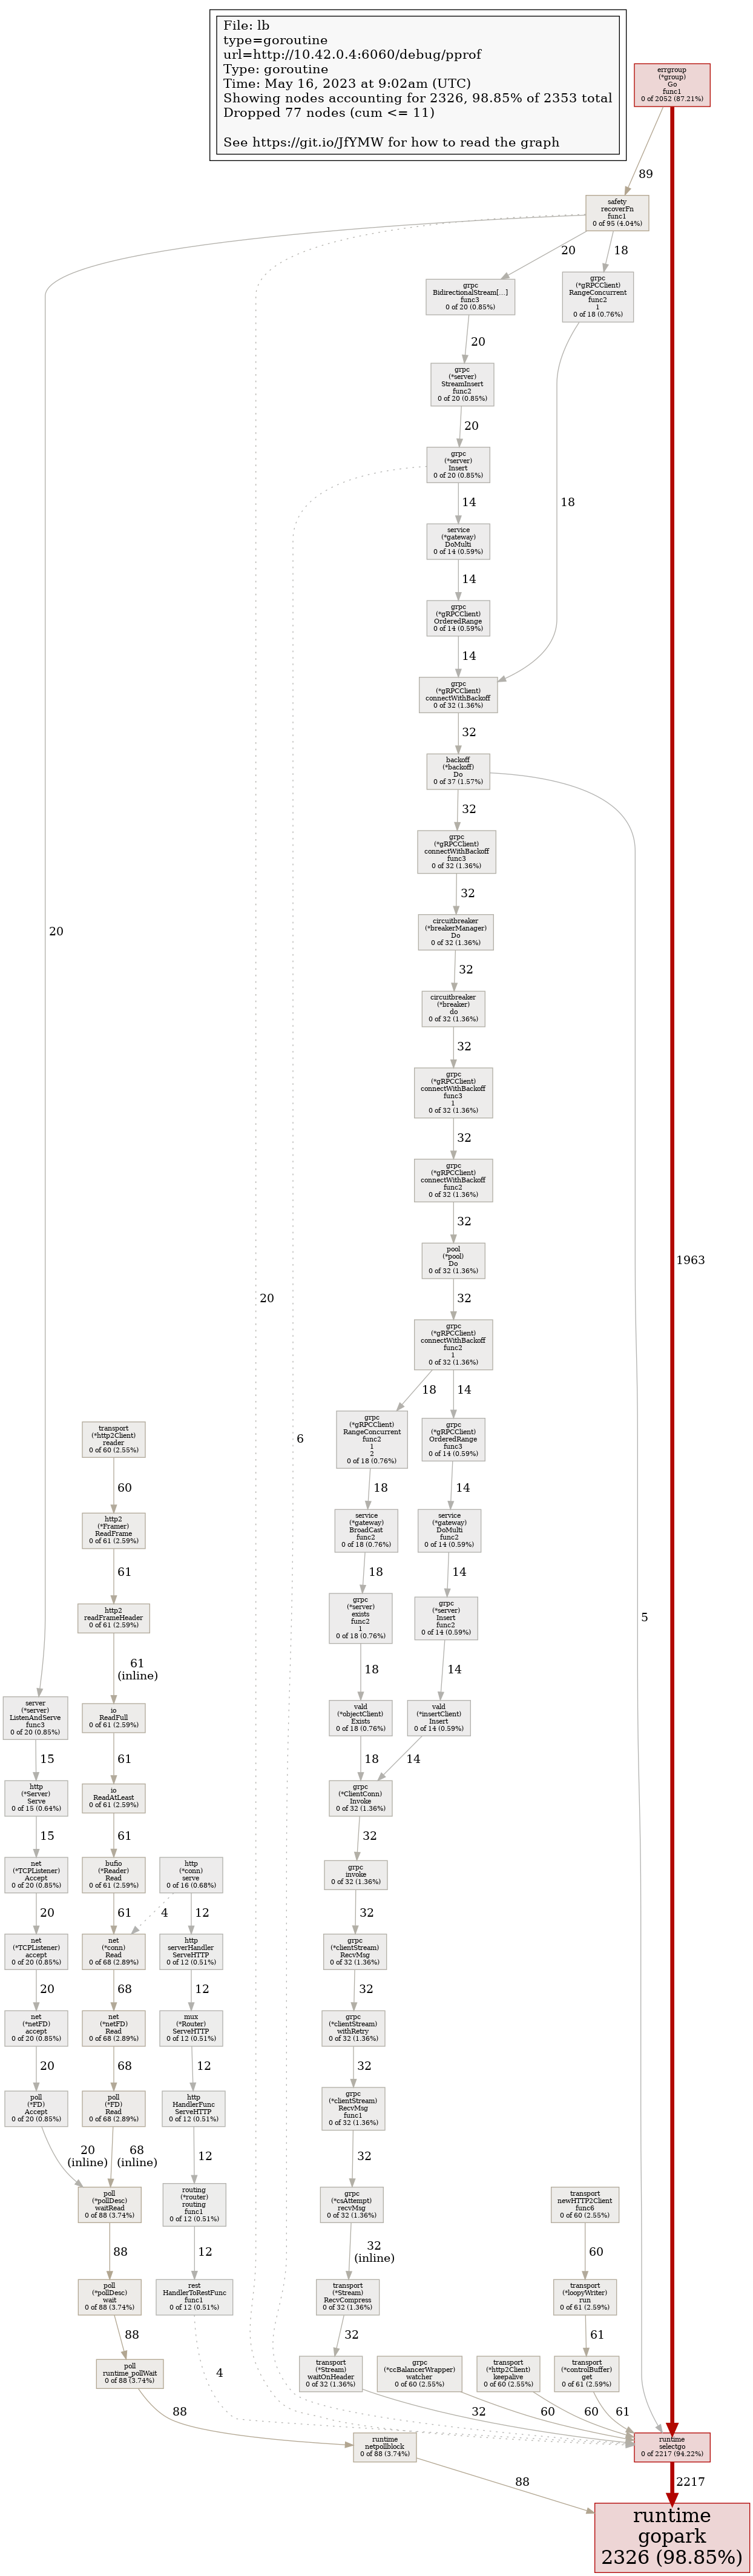 File: lb
type=goroutine
url=http://10.42.0.4:6060/debug/pprof
Type: goroutine
Time: May 16, 2023 at 9:02am (UTC)
Showing nodes accounting for 2326, 98.85% of 2353 total
Dropped 77 nodes (cum <= 11)
See https://git.io/JfYMW for how to read the graph
errgroup
(*group)
Go
func1
0 of 2052 (87.21%)
89
safety
recoverFn
func1
0 of 95 (4.04%)
20
18
grpc
BidirectionalStream[...]
func3
0 of 20 (0.85%)
grpc
(*gRPCClient)
RangeConcurrent
func2
1
0 of 18 (0.76%)
20
grpc
(*server)
StreamInsert
func2
0 of 20 (0.85%)
20
grpc
(*server)
Insert
0 of 20 (0.85%)
14
18
service
(*gateway)
DoMulti
0 of 14 (0.59%)
14
grpc
(*gRPCClient)
OrderedRange
0 of 14 (0.59%)
14
grpc
(*gRPCClient)
connectWithBackoff
0 of 32 (1.36%)
32
backoff
(*backoff)
Do
0 of 37 (1.57%)
32
grpc
(*gRPCClient)
connectWithBackoff
func3
0 of 32 (1.36%)
32
circuitbreaker
(*breakerManager)
Do
0 of 32 (1.36%)
20
32
circuitbreaker
(*breaker)
do
0 of 32 (1.36%)
32
grpc
(*gRPCClient)
connectWithBackoff
func3
1
0 of 32 (1.36%)
32
grpc
(*gRPCClient)
connectWithBackoff
func2
0 of 32 (1.36%)
32
pool
(*pool)
Do
0 of 32 (1.36%)
1963
20
32
grpc
(*gRPCClient)
connectWithBackoff
func2
1
0 of 32 (1.36%)
18
14
6
transport
(*http2Client)
reader
0 of 60 (2.55%)
grpc
(*gRPCClient)
RangeConcurrent
func2
1
2
0 of 18 (0.76%)
grpc
(*gRPCClient)
OrderedRange
func3
0 of 14 (0.59%)
60
18
14
http2
(*Framer)
ReadFrame
0 of 61 (2.59%)
service
(*gateway)
BroadCast
func2
0 of 18 (0.76%)
service
(*gateway)
DoMulti
func2
0 of 14 (0.59%)
61
18
14
http2
readFrameHeader
0 of 61 (2.59%)
grpc
(*server)
exists
func2
1
0 of 18 (0.76%)
grpc
(*server)
Insert
func2
0 of 14 (0.59%)
5
61
(inline)
18
14
server
(*server)
ListenAndServe
func3
0 of 20 (0.85%)
io
ReadFull
0 of 61 (2.59%)
vald
(*objectClient)
Exists
0 of 18 (0.76%)
vald
(*insertClient)
Insert
0 of 14 (0.59%)
15
61
18
14
http
(*Server)
Serve
0 of 15 (0.64%)
io
ReadAtLeast
0 of 61 (2.59%)
grpc
(*ClientConn)
Invoke
0 of 32 (1.36%)
15
61
32
net
(*TCPListener)
Accept
0 of 20 (0.85%)
bufio
(*Reader)
Read
0 of 61 (2.59%)
http
(*conn)
serve
0 of 16 (0.68%)
grpc
invoke
0 of 32 (1.36%)
20
61
4
12
32
net
(*TCPListener)
accept
0 of 20 (0.85%)
net
(*conn)
Read
0 of 68 (2.89%)
http
serverHandler
ServeHTTP
0 of 12 (0.51%)
grpc
(*clientStream)
RecvMsg
0 of 32 (1.36%)
20
68
12
32
net
(*netFD)
accept
0 of 20 (0.85%)
net
(*netFD)
Read
0 of 68 (2.89%)
mux
(*Router)
ServeHTTP
0 of 12 (0.51%)
grpc
(*clientStream)
withRetry
0 of 32 (1.36%)
20
68
12
32
poll
(*FD)
Accept
0 of 20 (0.85%)
poll
(*FD)
Read
0 of 68 (2.89%)
http
HandlerFunc
ServeHTTP
0 of 12 (0.51%)
grpc
(*clientStream)
RecvMsg
func1
0 of 32 (1.36%)
20
(inline)
68
(inline)
12
32
poll
(*pollDesc)
waitRead
0 of 88 (3.74%)
routing
(*router)
routing
func1
0 of 12 (0.51%)
grpc
(*csAttempt)
recvMsg
0 of 32 (1.36%)
transport
newHTTP2Client
func6
0 of 60 (2.55%)
88
12
32
(inline)
60
poll
(*pollDesc)
wait
0 of 88 (3.74%)
rest
HandlerToRestFunc
func1
0 of 12 (0.51%)
transport
(*Stream)
RecvCompress
0 of 32 (1.36%)
transport
(*loopyWriter)
run
0 of 61 (2.59%)
88
32
61
poll
runtime_pollWait
0 of 88 (3.74%)
4
transport
(*Stream)
waitOnHeader
0 of 32 (1.36%)
grpc
(*ccBalancerWrapper)
watcher
0 of 60 (2.55%)
transport
(*http2Client)
keepalive
0 of 60 (2.55%)
transport
(*controlBuffer)
get
0 of 61 (2.59%)
88
32
60
60
61
runtime
netpollblock
0 of 88 (3.74%)
runtime
selectgo
0 of 2217 (94.22%)
88
2217
runtime
gopark
2326 (98.85%)